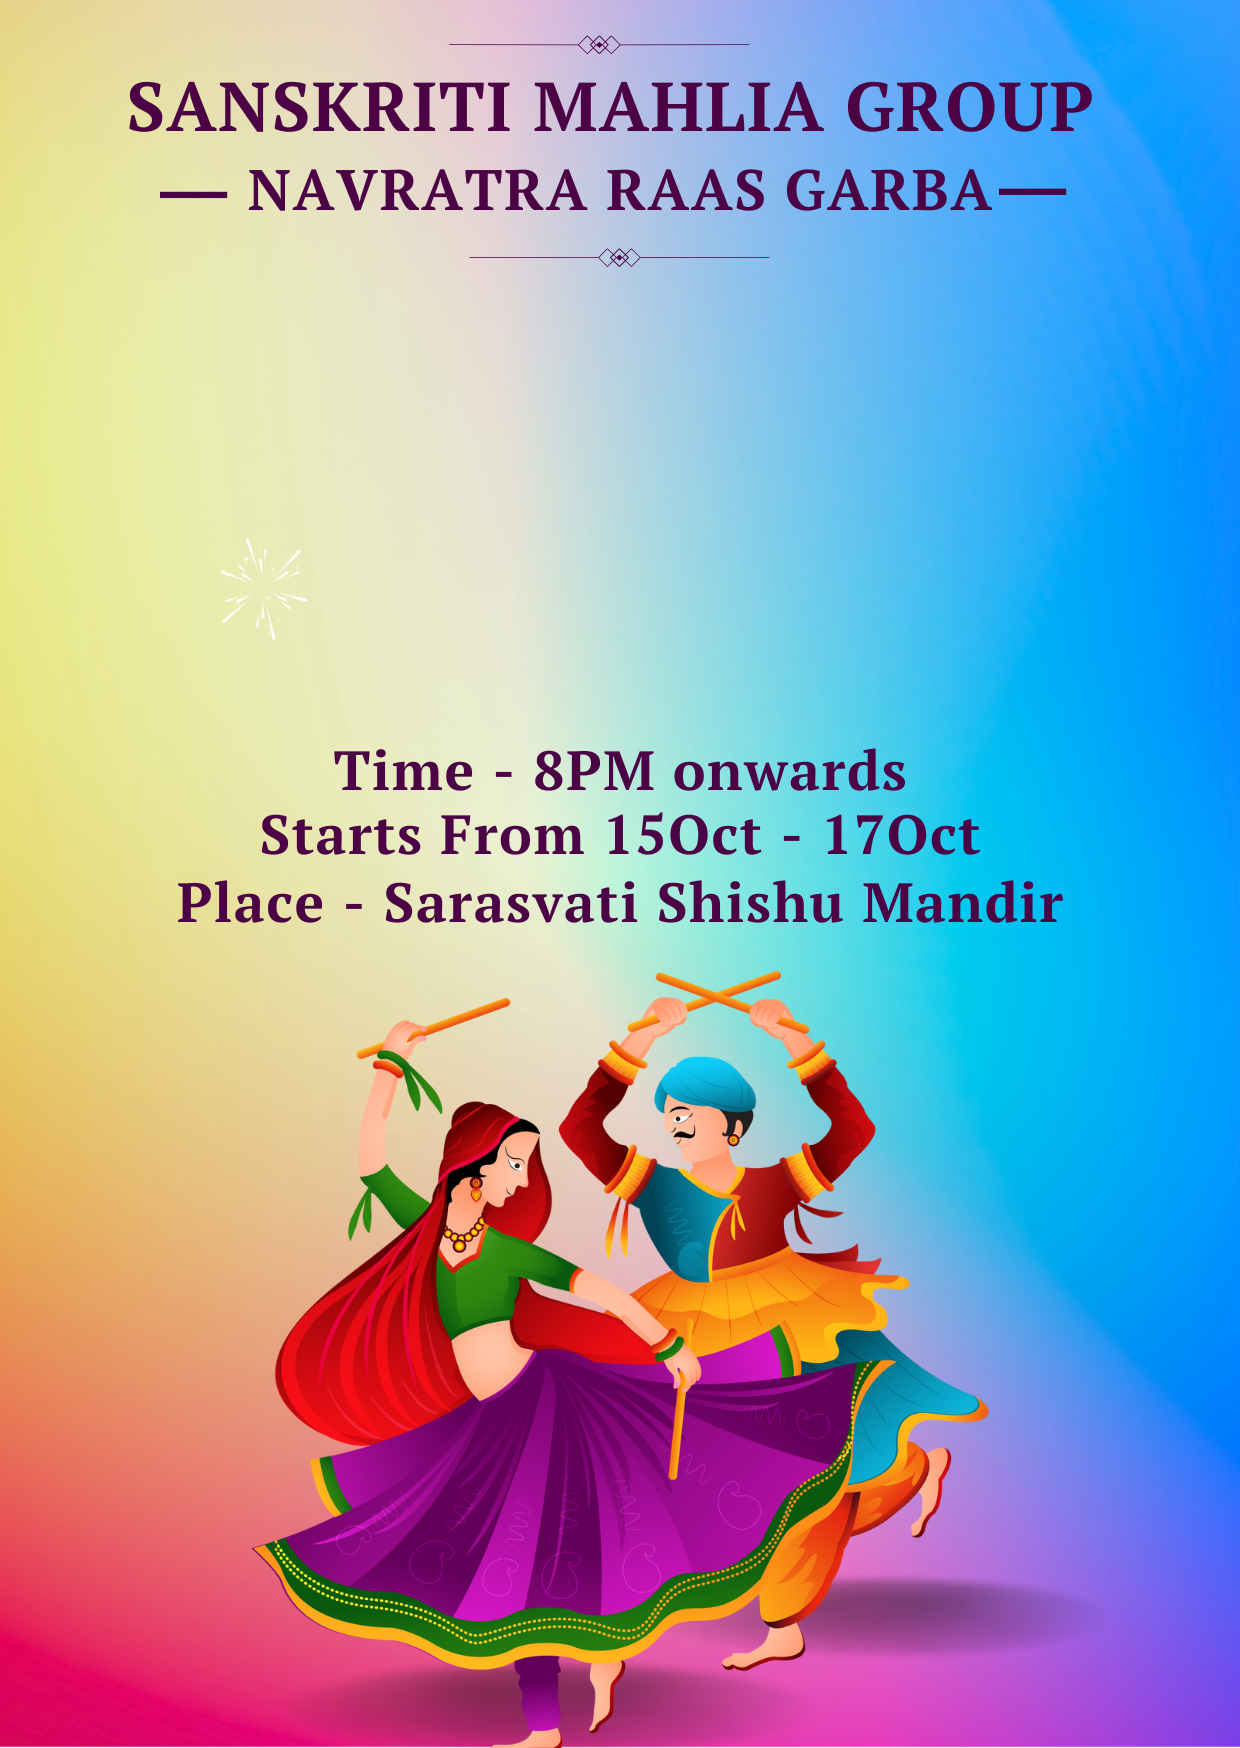 SANSKRITI MAHLIA GROUP
— NAVRATRA RAAS GARBA —
Time - 8PM onwards
Starts From 15Oct - 17Oct
Place - Sarasvati Shishu Mandir